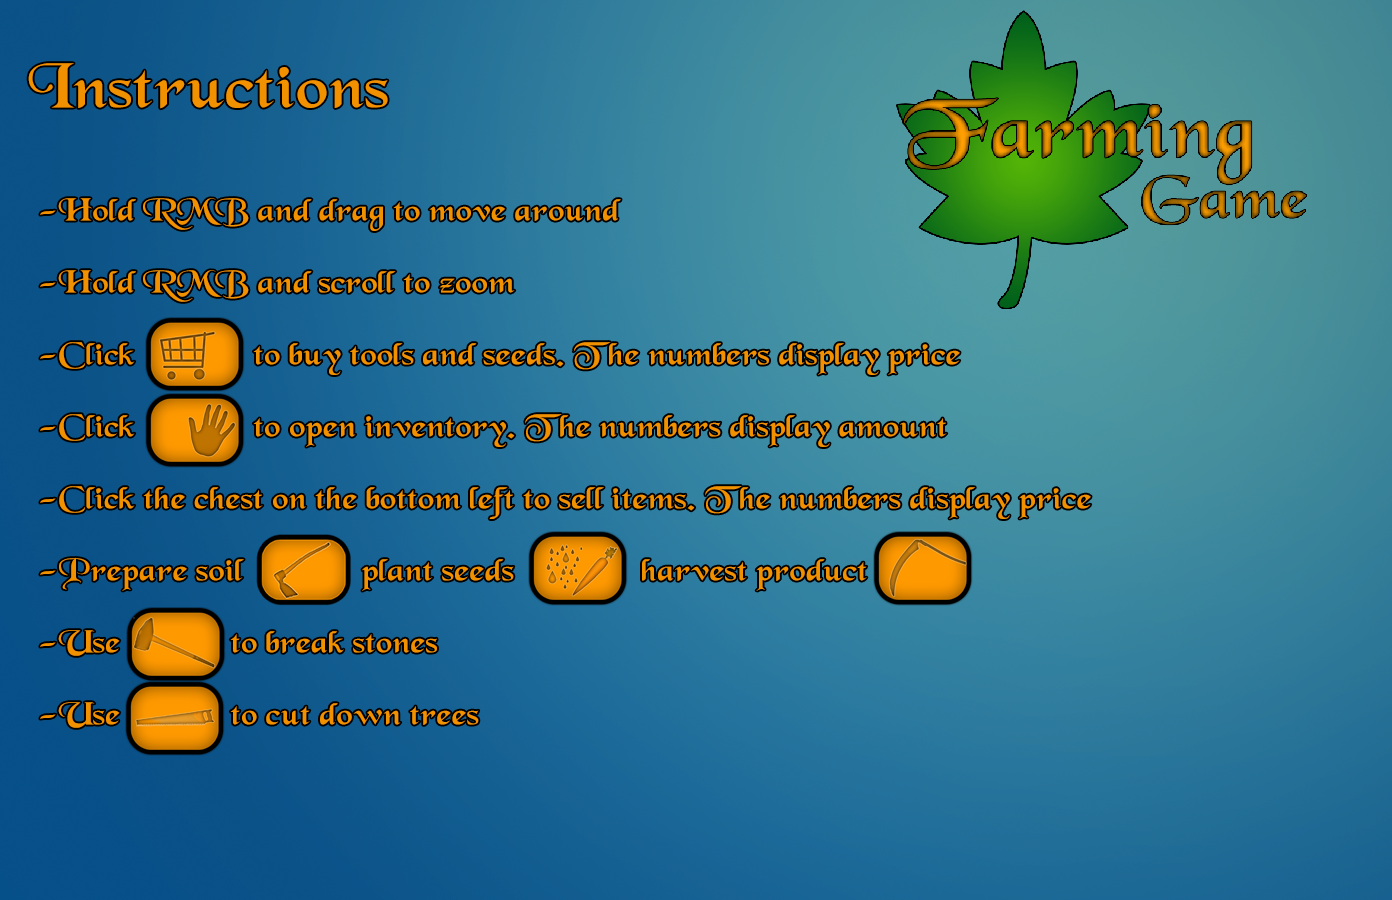 Instructions
Farming
Game
-Hold RMB and drag to move around
-Hold RMB and scroll to zoom
-Click to buy tools and seeds. The numbers display price
-Click to open inventory. The numbers display amount
-Click the chest on the bottom left to sell items. The numbers display price
-Prepare soil plant seeds harvest product
-Use to break stones
-Use to cut down trees